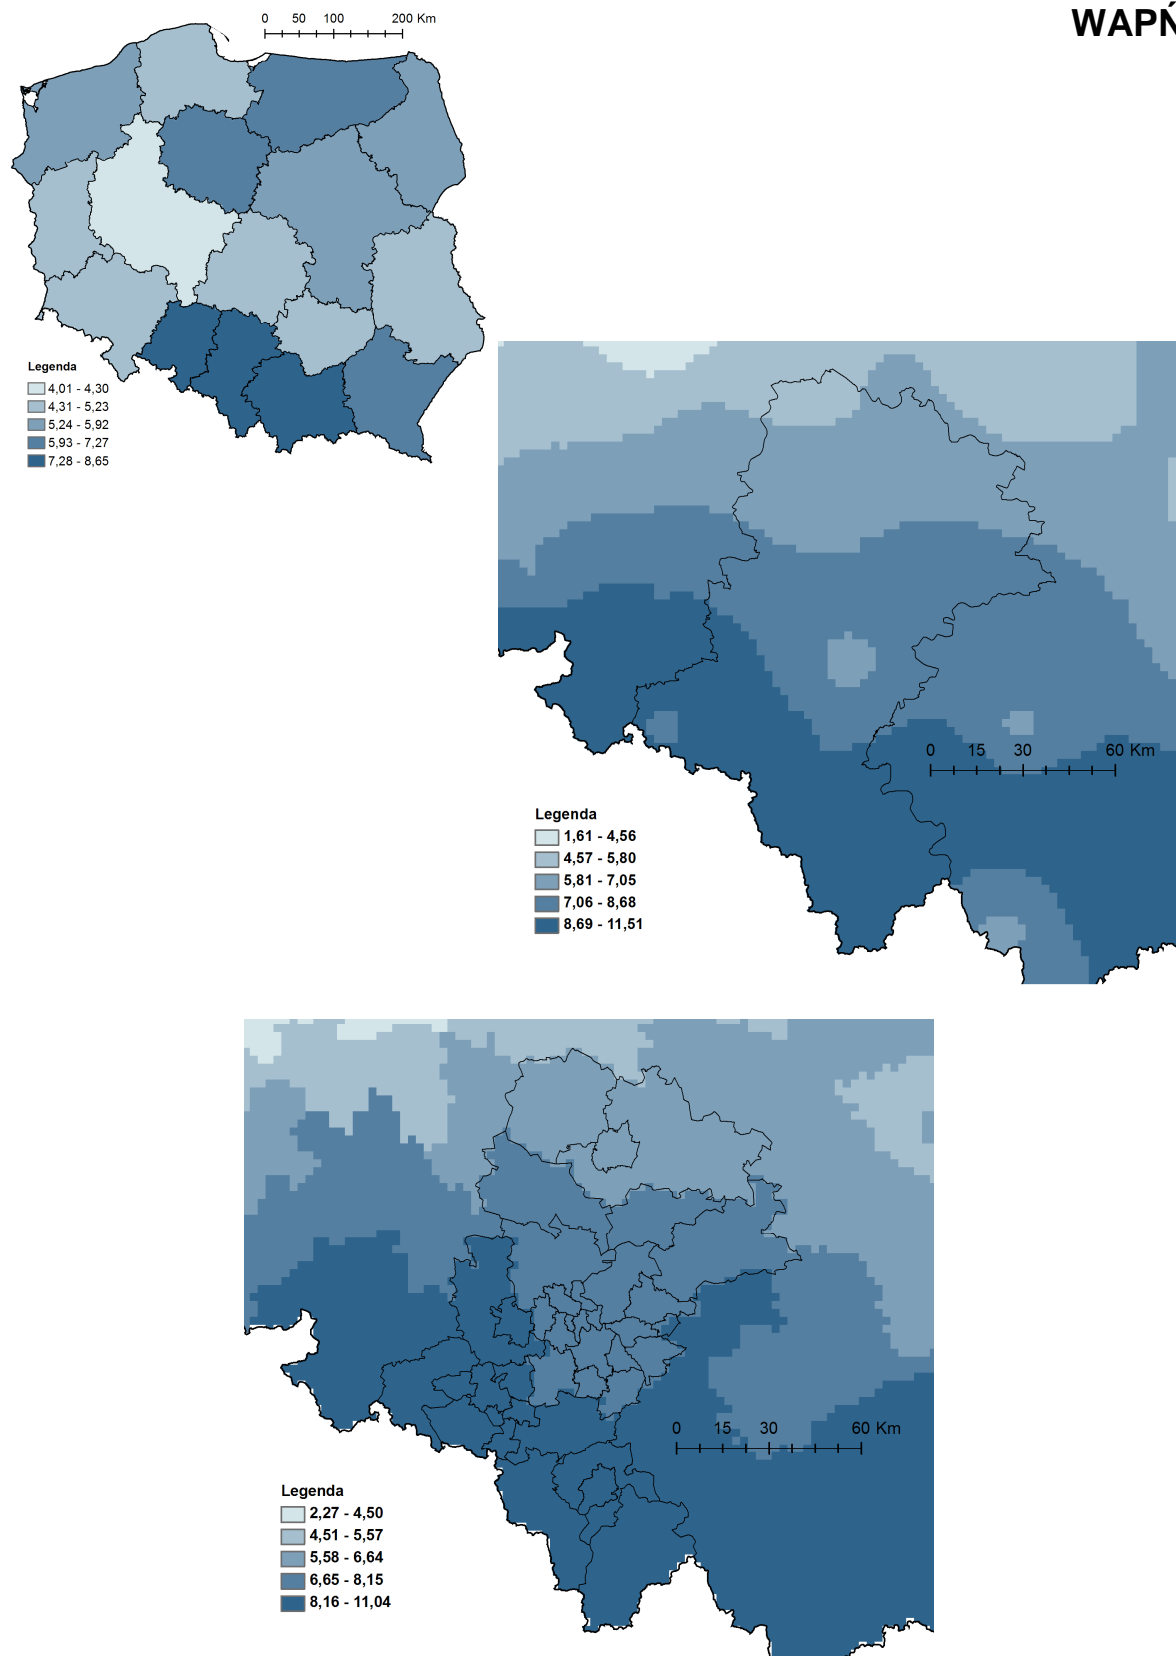 WAPŃ
0 50 100 200 Km
Legenda
4,01 - 4,30
4,31 - 5,23
5,24 - 5,92
5,93 - 7,27
7,28 - 8,65
0 15 30 60 Km
Legenda
1,61 - 4,56
4,57 - 5,80
5,81 - 7,05
7,06 - 8,68
8,69 - 11,51
0 15 30 60 Km
Legenda
2,27 - 4,50
4,51 - 5,57
5,58 - 6,64
6,65 - 8,15
8,16 - 11,04